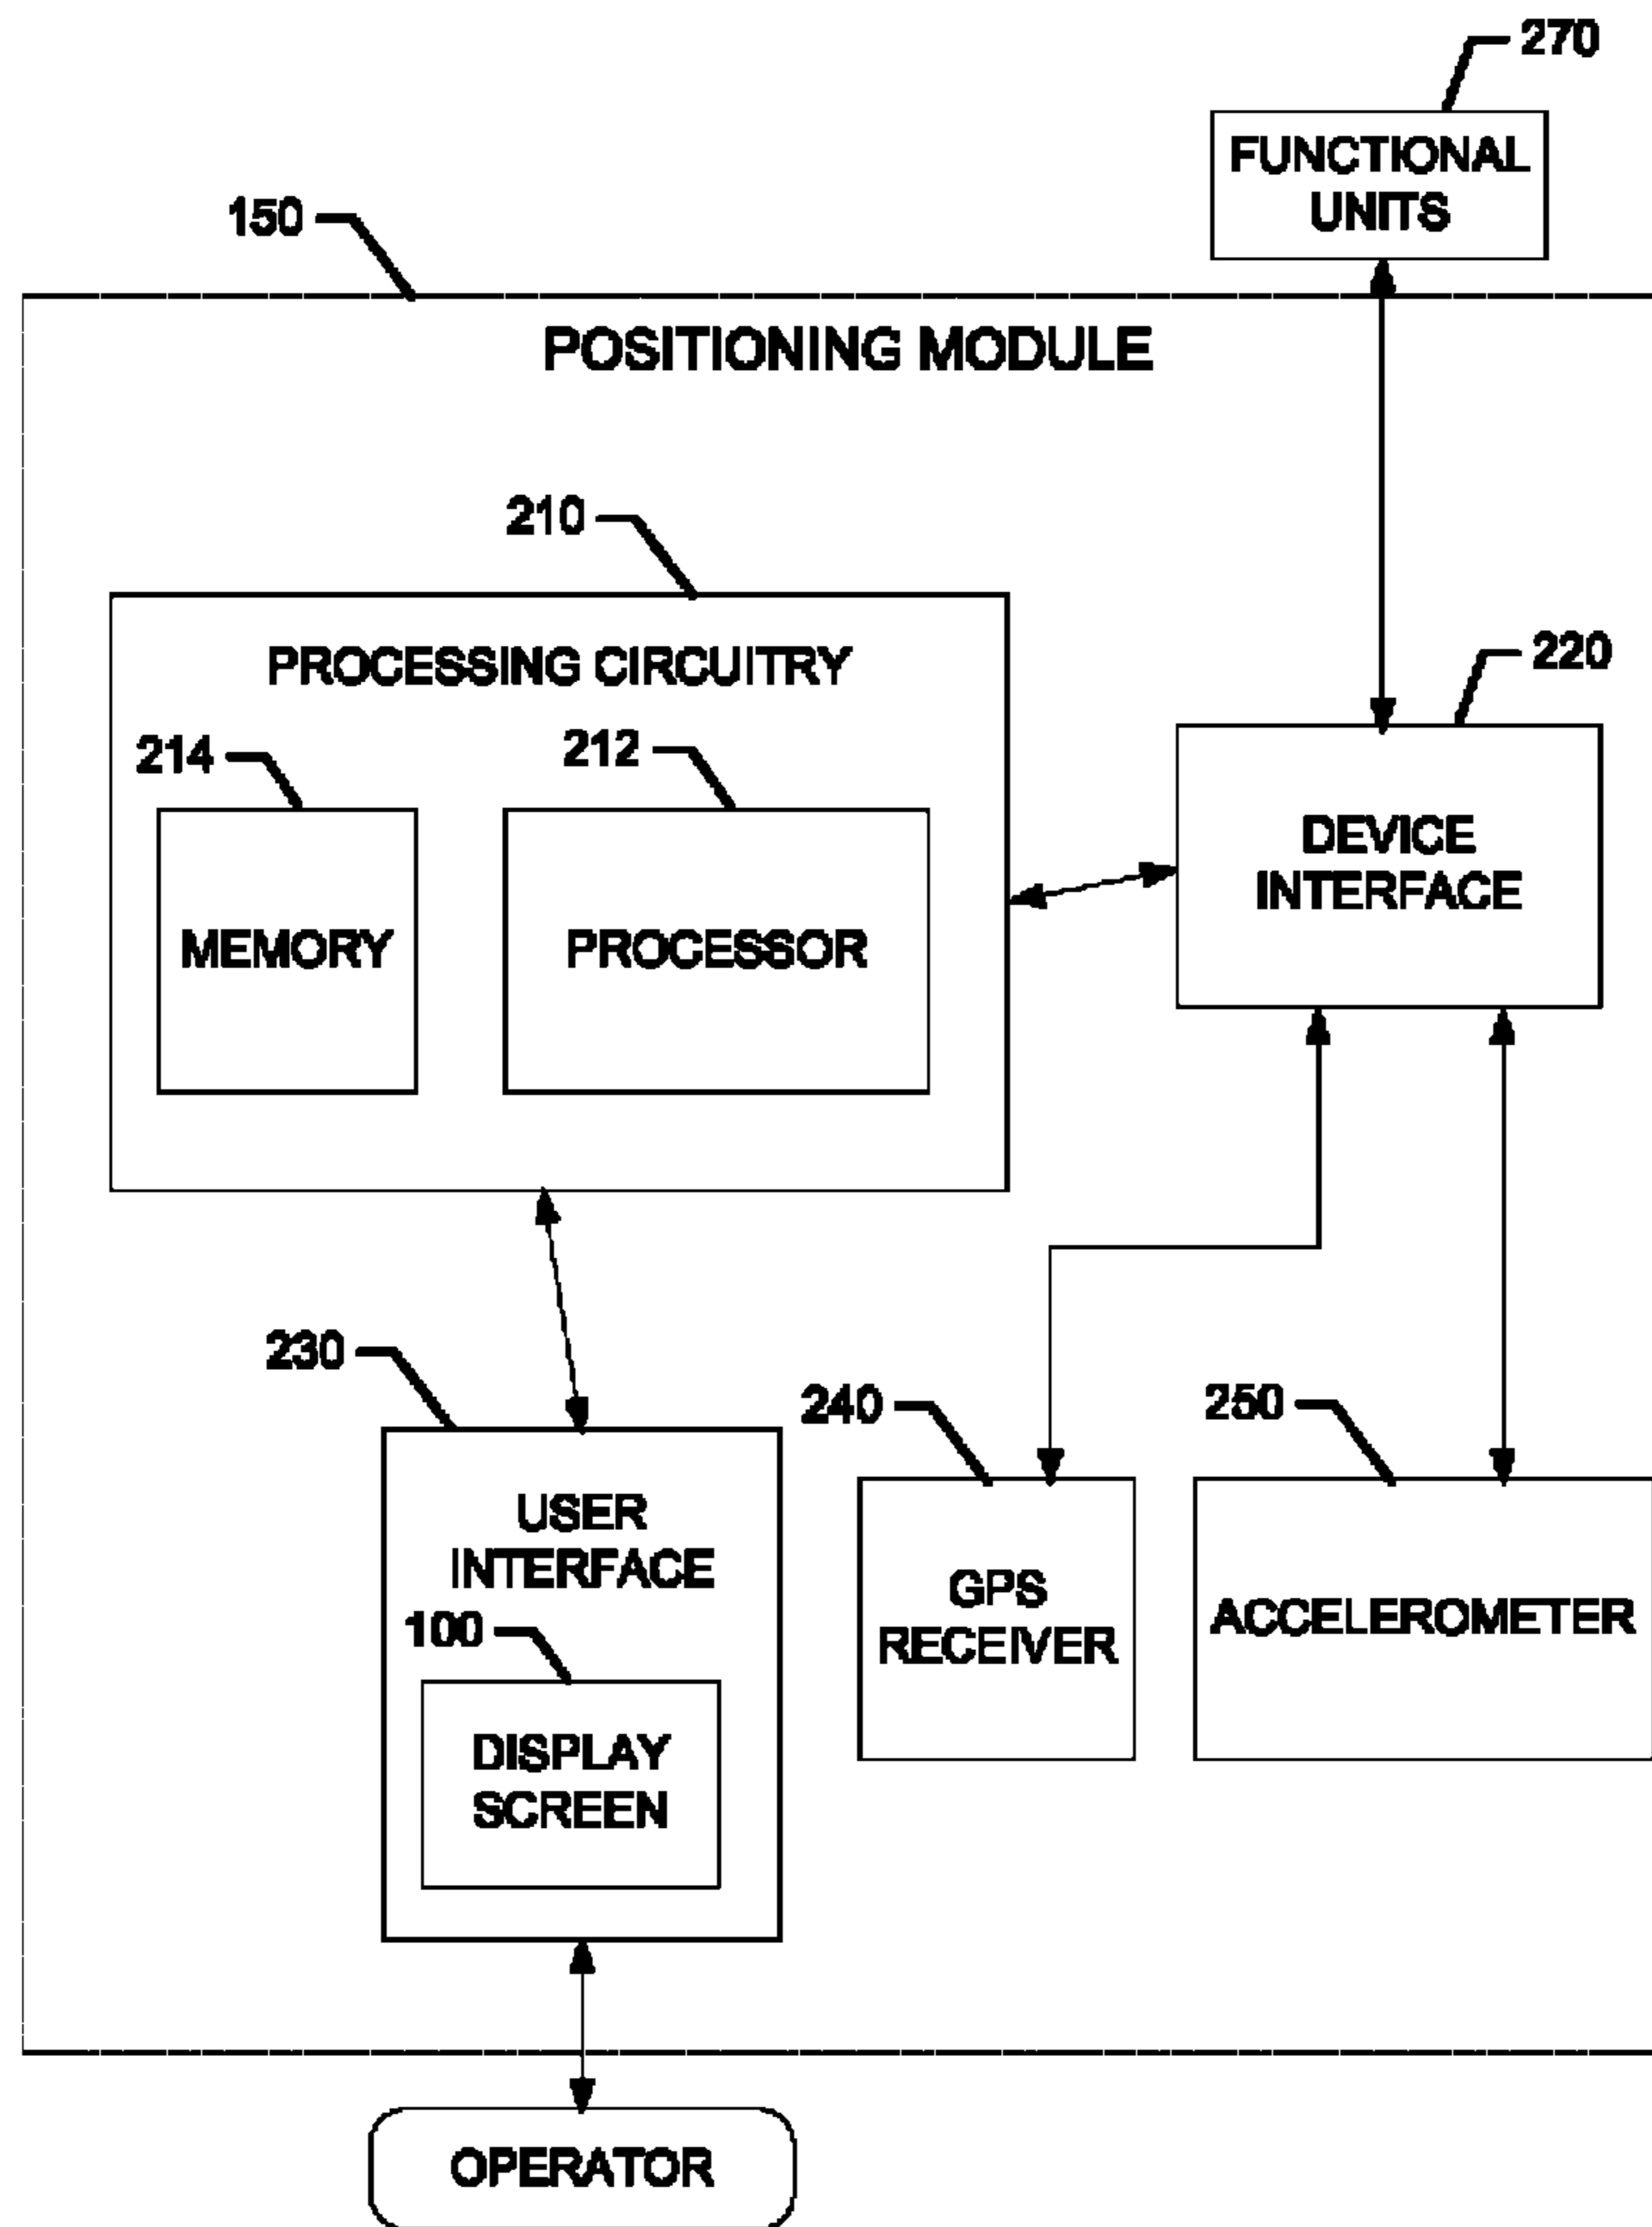 270
FUNCTIONAL
UNITS
150
POSITIONING MODULE
210
PROCESSING CIRCUITRY
220
214
212
DEVICE
INTERFACE
MEMORY
PROCESSOR
230
240
250
USER
INTERFACE
GPS
RECEIVER
ACCELEROMETER
100
DISPLAY
SCREEN
OPERATOR